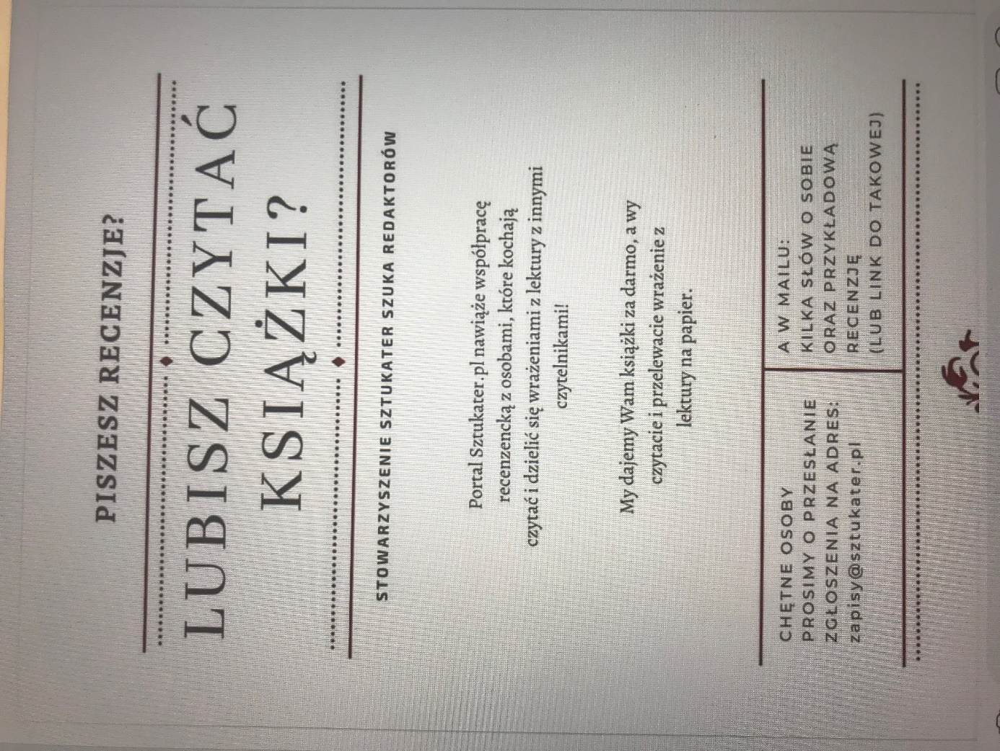 PISZESZ RECENZJE?
LUBISZ CZYTAĆ
KSIĄŻKI?
STOWARZYSZENIE SZTUKATER SZUKA REDAKTORÓW
Portal Sztukater.pl nawiąże współpracę
recenzencką z osobami, które kochają
czytać i dzielić się wrażeniami z lektury z innymi
czytelnikami!
My dajemy Wam książki za darmo, a wy
czytacie i przelewacie wrażenie z
lektury na papier.
CHĘTNE OSOBY
PROSIMY O PRZESŁANIE
ZGŁOSZENIA NA ADRES:
zapisy@sztukater.pl
A W MAILU:
KILKA SŁÓW O SOBIE
ORAZ PRZYKŁADOWĄ
RECENZJĘ
(LUB LINK DO TAKOWEJ)